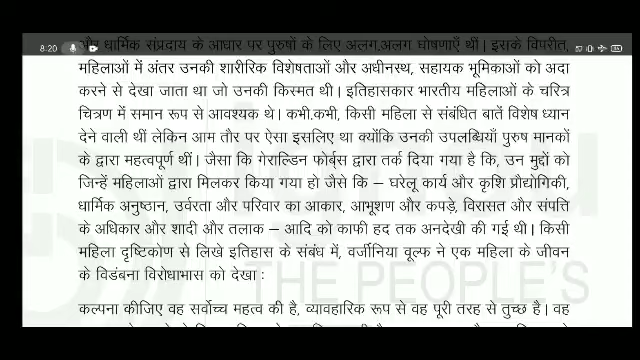 8:20
और धार्मिक संप्रदाय के आधार पर पुरुषों के लिए अलग.अलग घोषणाएँ थीं। इसके विपरीत,
महिलाओं में अंतर उनकी शारीरिक विशेषताओं और अधीनस्थ, सहायक भूमिकाओं को अदा
करने से देखा जाता था जो उनकी किस्मत थी। इतिहासकार भारतीय महिलाओं के चरित्र
चित्रण में समान रूप से आवश्यक थे। कभी.कभी, किसी महिला से संबंधित बातें विशेष ध्यान
देने वाली थीं लेकिन आम तौर पर ऐसा इसलिए था क्योंकि उनकी उपलब्धियाँ पुरुष मानकों
के द्वारा महत्वपूर्ण थीं। जैसा कि गेराल्डिन फोर्ब्स द्वारा तर्क दिया गया है कि, उन मुद्दों को
जिन्हें महिलाओं द्वारा मिलकर किया गया हो जैसे कि – घरेलू कार्य और कृशि प्रौद्योगिकी,
धार्मिक अनुष्ठान, उर्वरता और परिवार का आकार, आभूशण और कपड़े, विरासत और संपत्ति
के अधिकार और शादी और तलाक – आदि को काफी हद तक अनदेखी की गई थी। किसी
महिला दृष्टिकोण से लिखे इतिहास के संबंध में, वर्जीनिया वूल्फ ने एक महिला के जीवन
के विडंबना विरोधाभास को देखा :
THE PEOPLE'S
कल्पना कीजिए वह सर्वोच्च महत्व की है, व्यावहारिक रूप से वह पूरी तरह से तुच्छ है। वह